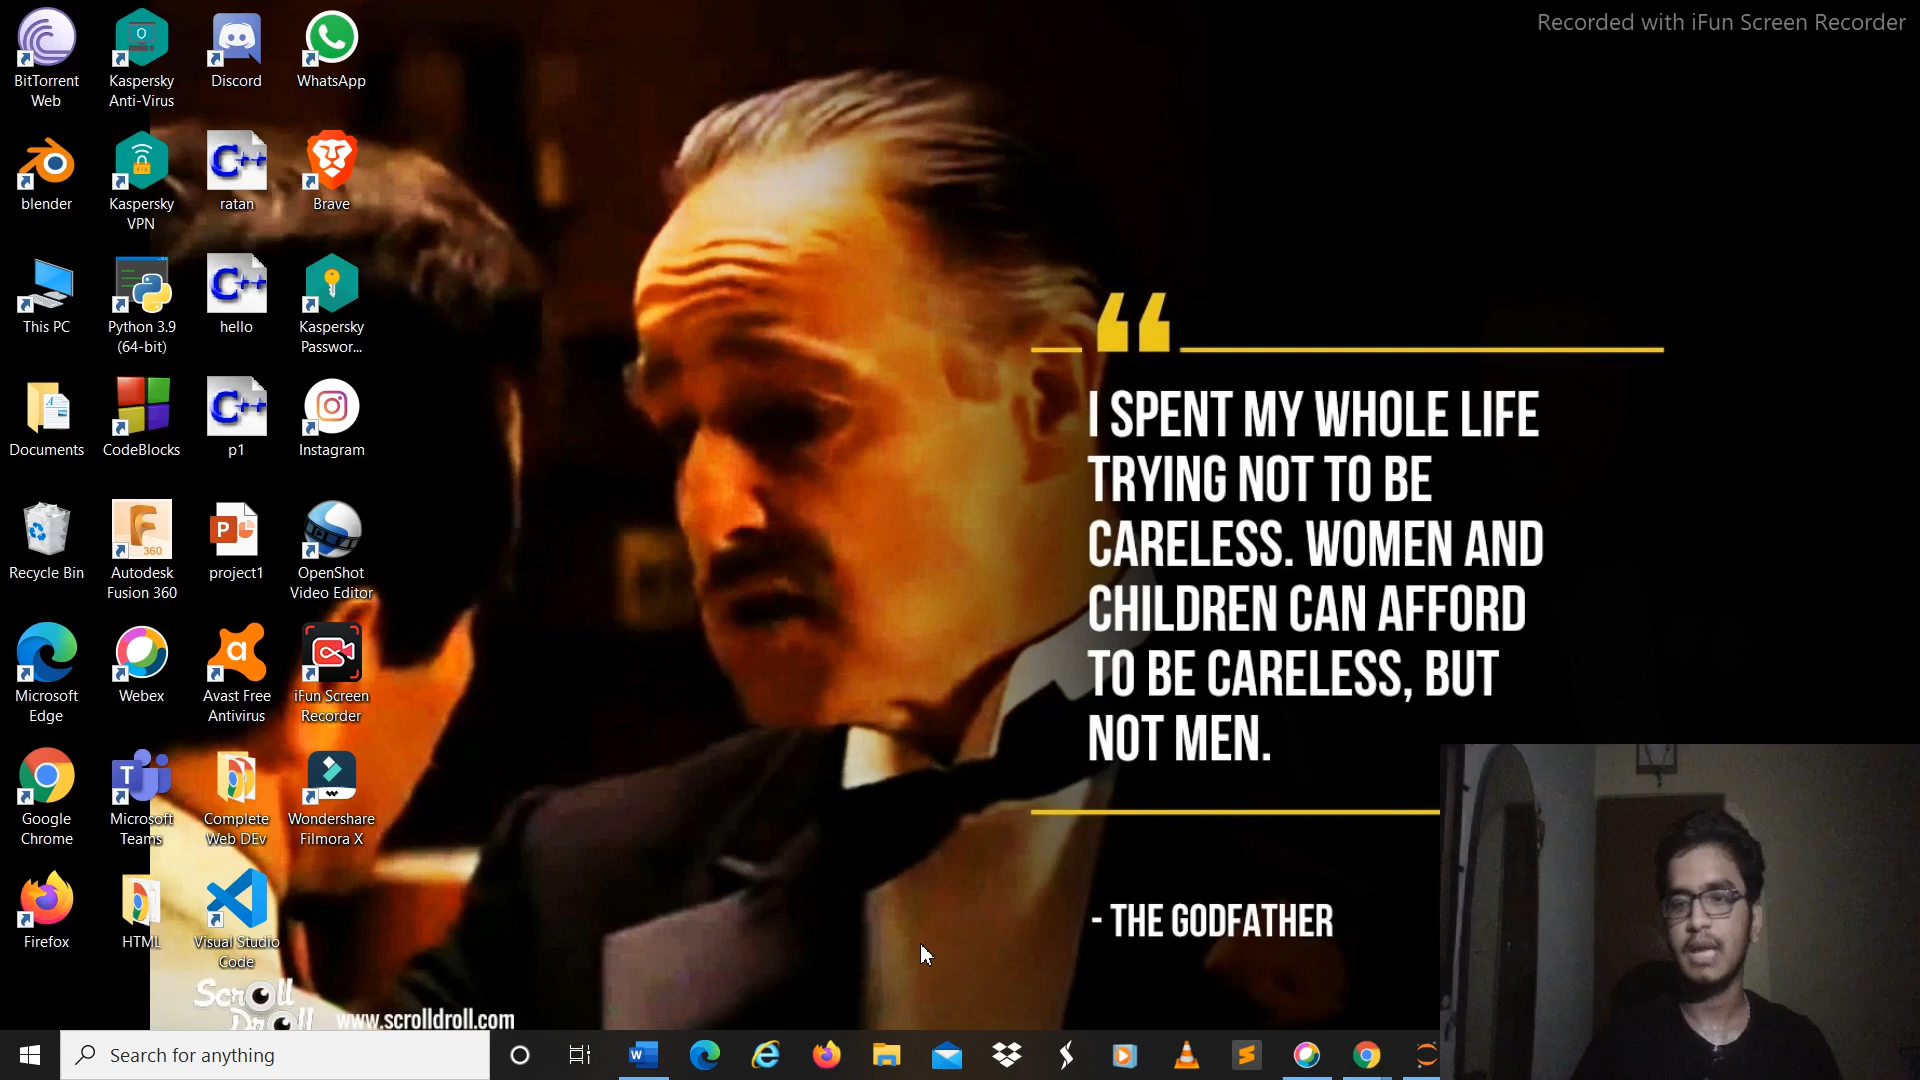 Recorded with iFun Screen Recorder
BitTorrent
Web
Kaspersky
Anti-Virus
Discord
WhatsApp
blender
Kaspersky
VPN
C++
ratan
Brave
This PC
Python 3.9
(64-bit)
C++
hello
Kaspersky
Passwor...
Documents
CodeBlocks
C++
p1
Instagram
Recycle Bin
F
360
Autodesk
Fusion 360
P
project1
OpenShot
Video Editor
Microsoft
Edge
Webex
a
Avast Free
Antivirus
iFun Screen
Recorder
Google
Chrome
T
Microsoft
Teams
Complete
Web DEv
Wondershare
Filmora X
Firefox
HTML
Visual Studio
Code
“
I SPENT MY WHOLE LIFE
TRYING NOT TO BE
CARELESS. WOMEN AND
CHILDREN CAN AFFORD
TO BE CARELESS, BUT
NOT MEN.
- THE GODFATHER
Scroll
Droll
www.scrolldroll.com
Search for anything